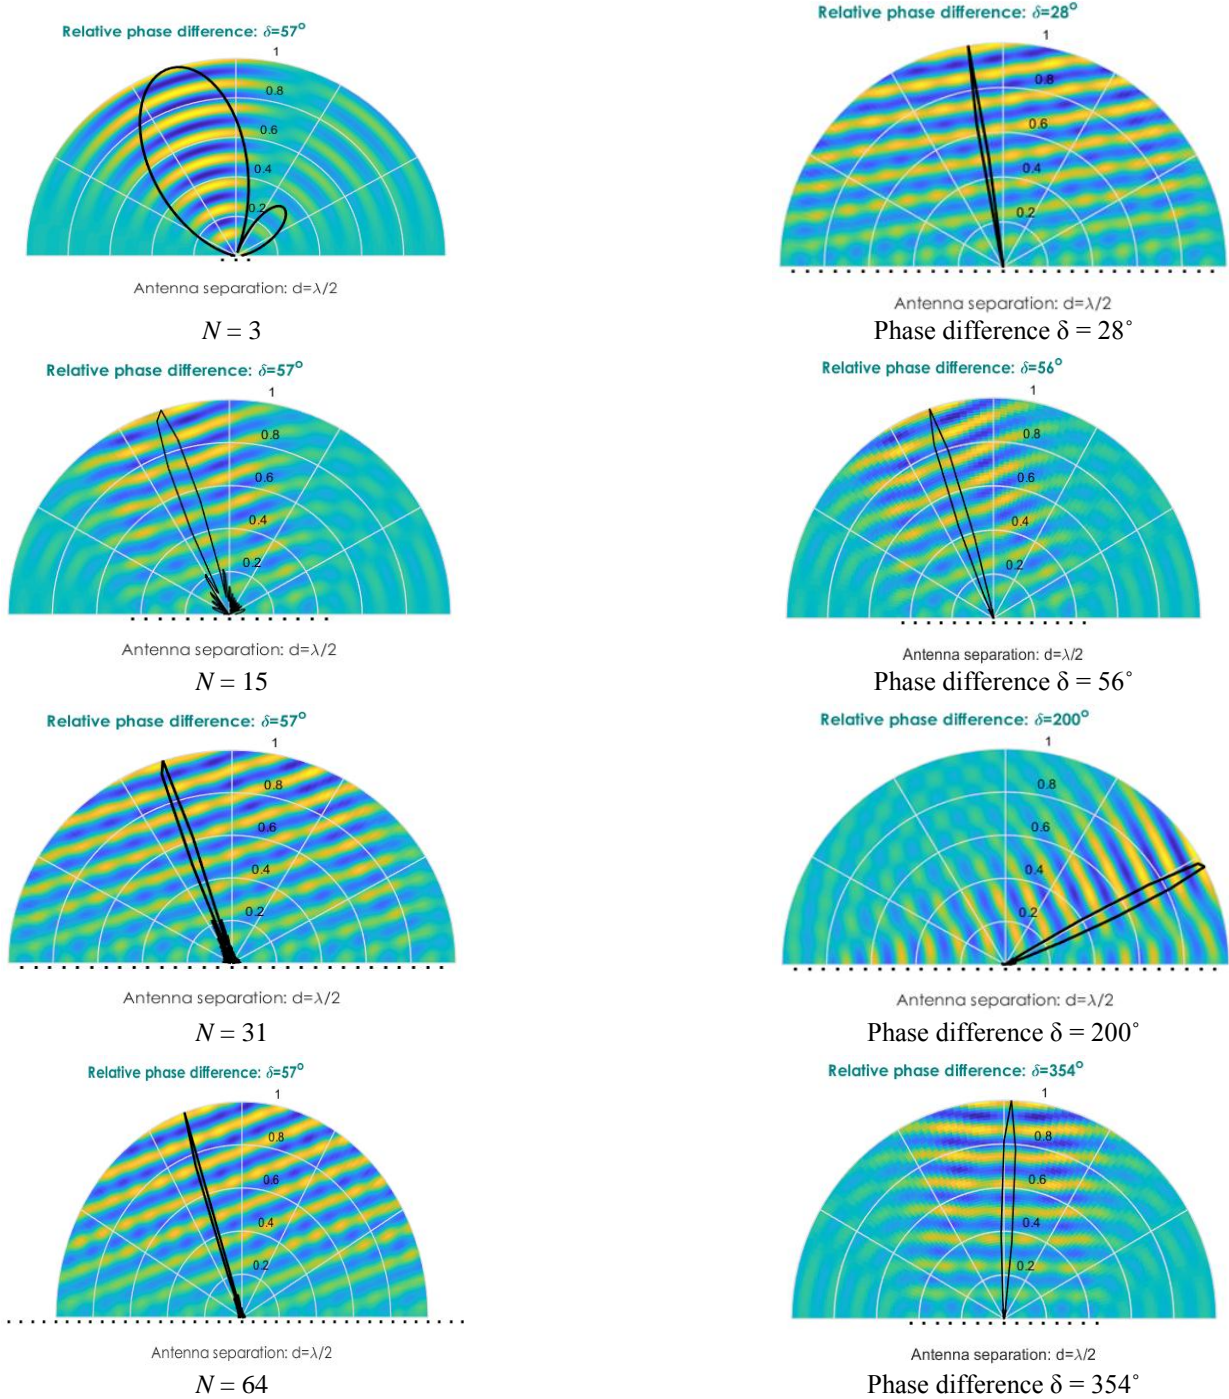 Relative phase difference: δ=57°
1
0.8
0.6
0.4
0.2
Antenna separation: d=λ/2
N = 3
Relative phase difference: δ=57°
1
0.8
0.6
0.4
0.2
Antenna separation: d=λ/2
N = 15
Relative phase difference: δ=57°
1
0.8
0.6
0.4
0.2
Antenna separation: d=λ/2
N = 31
Relative phase difference: δ=57°
1
0.8
0.6
0.4
0.2
Antenna separation: d=λ/2
N = 64
Relative phase difference: δ=28°
1
0.8
0.6
0.4
0.2
Antenna separation: d=λ/2
Phase difference δ = 28˚
Relative phase difference: δ=56°
1
0.8
0.6
0.4
0.2
Antenna separation: d=λ/2
Phase difference δ = 56˚
Relative phase difference: δ=200°
1
0.8
0.6
0.4
0.2
Antenna separation: d=λ/2
Phase difference δ = 200˚
Relative phase difference: δ=354°
1
0.8
0.6
0.4
0.2
Antenna separation: d=λ/2
Phase difference δ = 354˚